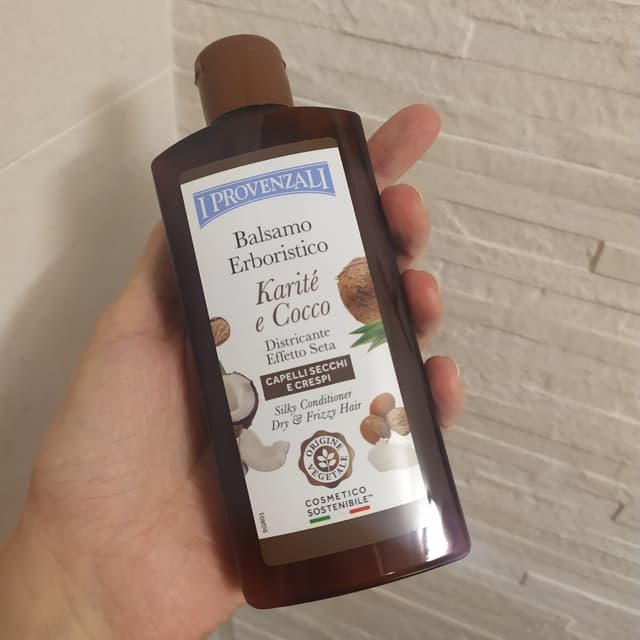 I PROVENZALI
Balsamo
Erboristico
Karité
e Cocco
Districante
Effetto Seta
CAPELLI SECCHI
E CRESPI
Silky Conditioner
Dry & Frizzy Hair
ORIGINE
VEGETALE
COSMETICO
SOSTENIBILE™